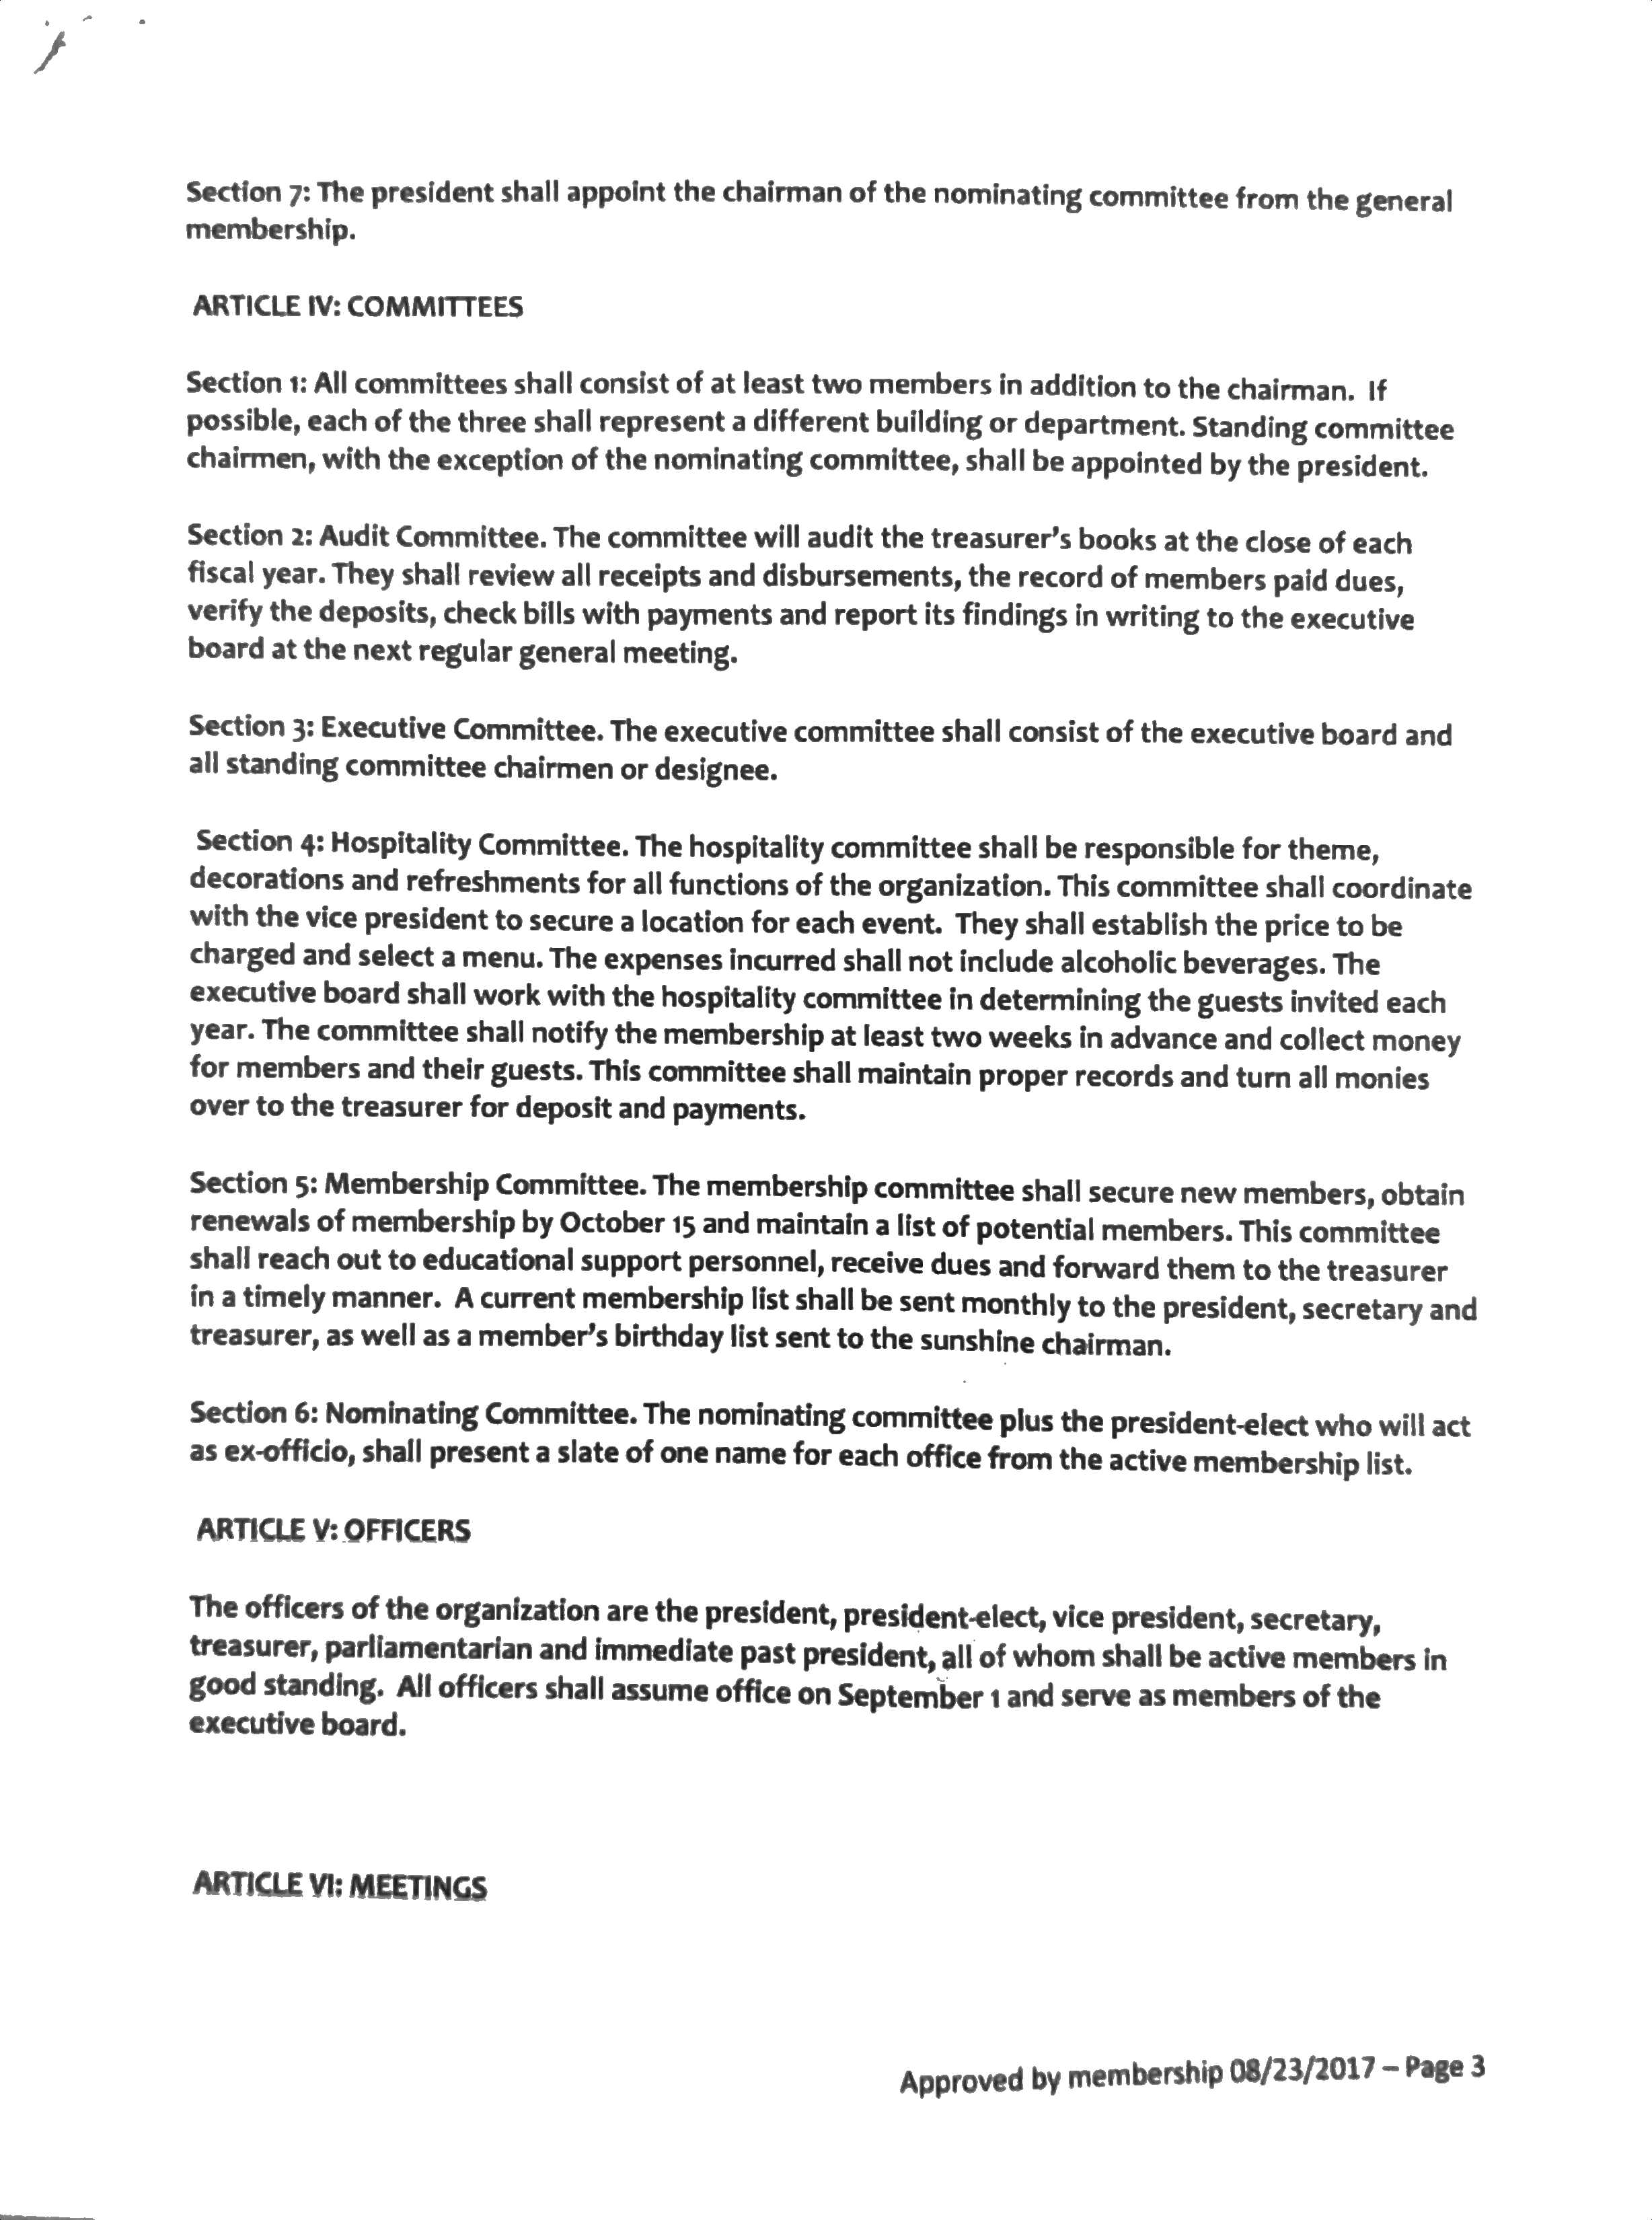 Section 7: The president shall appoint the chairman of the nominating committee from the general
membership.
ARTICLE IV: COMMITTEES
Section 1: All committees shall consist of at least two members in addition to the chairman.  If
possible, each of the three shall represent a different building or department. Standing committee
chairmen, with the exception of the nominating committee, shall be appointed by the president.
Section 2: Audit Committee. The committee will audit the treasurer's books at the close of each
fiscal year. They shall review all receipts and disbursements, the record of members paid dues,
verify the deposits, check bills with payments and report its findings in writing to the executive
board at the next regular general meeting.
Section 3: Executive Committee. The executive committee shall consist of the executive board and
all standing committee chairmen or designee.
Section 4: Hospitality Committee. The hospitality committee shall be responsible for theme,
decorations and refreshments for all functions of the organization. This committee shall coordinate
with the vice president to secure a location for each event.  They shall establish the price to be
charged and select a menu. The expenses incurred shall not include alcoholic beverages. The
executive board shall work with the hospitality committee in determining the guests invited each
year. The committee shall notify the membership at least two weeks in advance and collect money
for members and their guests. This committee shall maintain proper records and turn all monies
over to the treasurer for deposit and payments.
Section 5: Membership Committee. The membership committee shall secure new members, obtain
renewals of membership by October 15 and maintain a list of potential members. This committee
shall reach out to educational support personnel, receive dues and forward them to the treasurer
in a timely manner.  A current membership list shall be sent monthly to the president, secretary and
treasurer, as well as a member's birthday list sent to the sunshine chairman.
Section 6: Nominating Committee. The nominating committee plus the president-elect who will act
as ex-officio, shall present a slate of one name for each office from the active membership list.
ARTICLE V: OFFICERS
The officers of the organization are the president, president-elect, vice president, secretary,
treasurer, parliamentarian and immediate past president, all of whom shall be active members in
good standing.  All officers shall assume office on September 1 and serve as members of the
executive board.
ARTICLE VI: MEETINGS
Approved by membership 08/23/2017 – Page 3